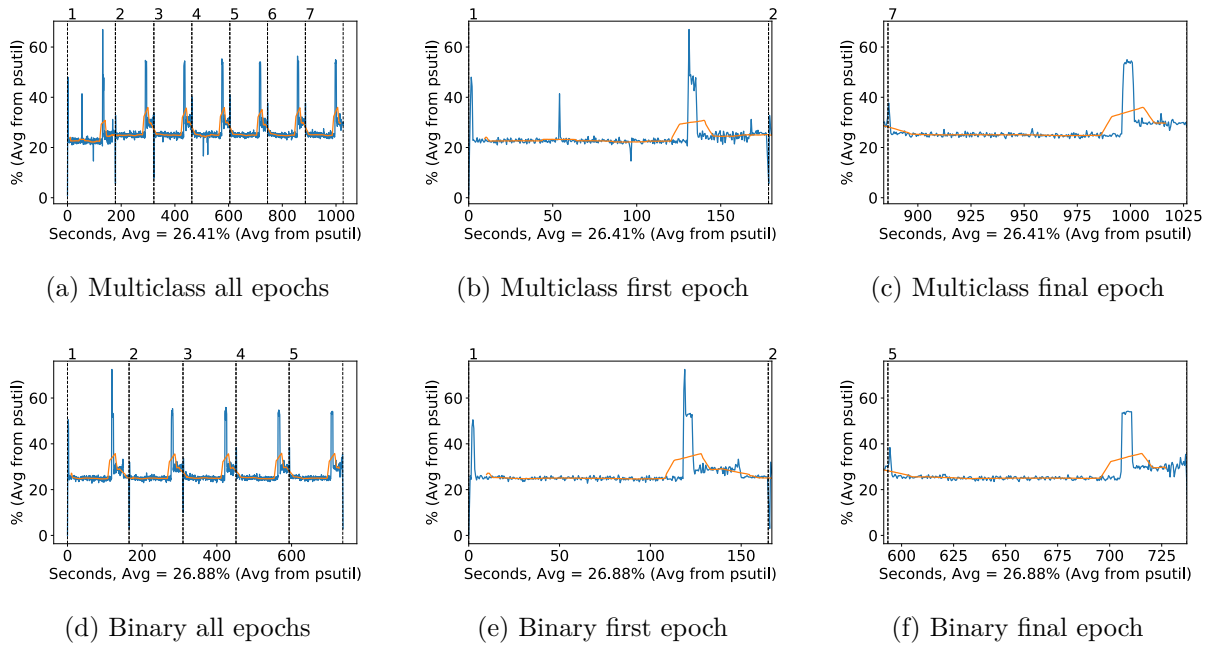 1 2 3 4 5 6 7
% (Avg from psutil)
60
40
20
0
0 200 400 600 800 1000
Seconds, Avg = 26.41% (Avg from psutil)
(a) Multiclass all epochs
1 2
% (Avg from psutil)
60
40
20
0
0 50 100 150
Seconds, Avg = 26.41% (Avg from psutil)
(b) Multiclass first epoch
7
% (Avg from psutil)
60
40
20
0
900 925 950 975 1000 1025
Seconds, Avg = 26.41% (Avg from psutil)
(c) Multiclass final epoch
1 2 3 4 5
% (Avg from psutil)
60
40
20
0
0 200 400 600
Seconds, Avg = 26.88% (Avg from psutil)
(d) Binary all epochs
1 2
% (Avg from psutil)
60
40
20
0
0 50 100 150
Seconds, Avg = 26.88% (Avg from psutil)
(e) Binary first epoch
5
% (Avg from psutil)
60
40
20
0
600 625 650 675 700 725
Seconds, Avg = 26.88% (Avg from psutil)
(f) Binary final epoch